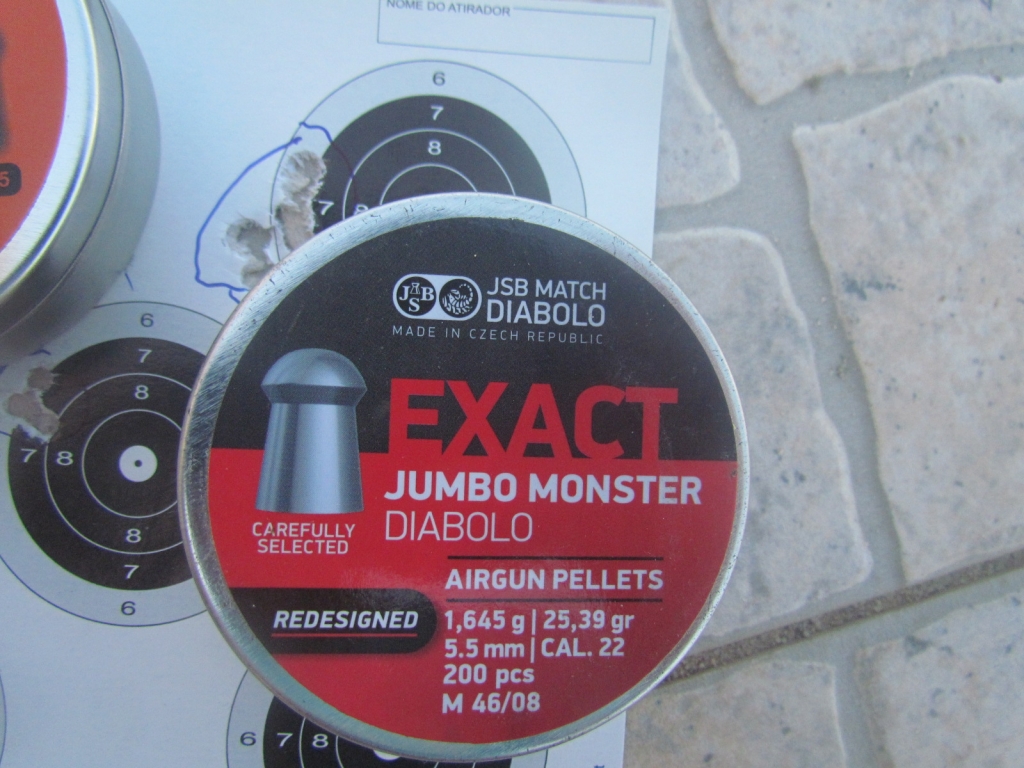 NOME DO ATIRADOR
6
7
8
7 8
5
6
7
8
7 8
8
7
6
6 7 8
JSB
JSB MATCH
DIABOLO
MADE IN CZECH REPUBLIC
EXACT
JUMBO MONSTER
DIABOLO
CAREFULLY
SELECTED
AIRGUN PELLETS
REDESIGNED
1,645 g | 25,39 gr
5.5 mm | CAL. 22
200 pcs
M 46/08